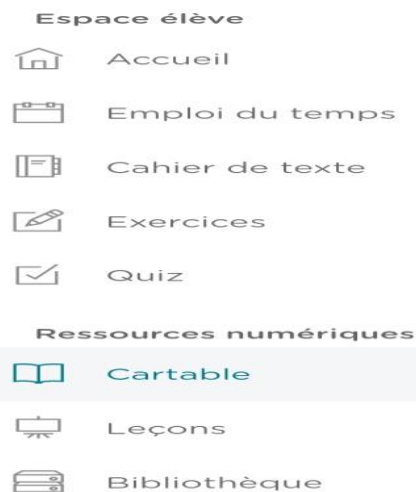 Espace élève
Accueil
Emploi du temps
Cahier de texte
Exercices
Quiz
Ressources numériques
Cartable
Leçons
Bibliothèque